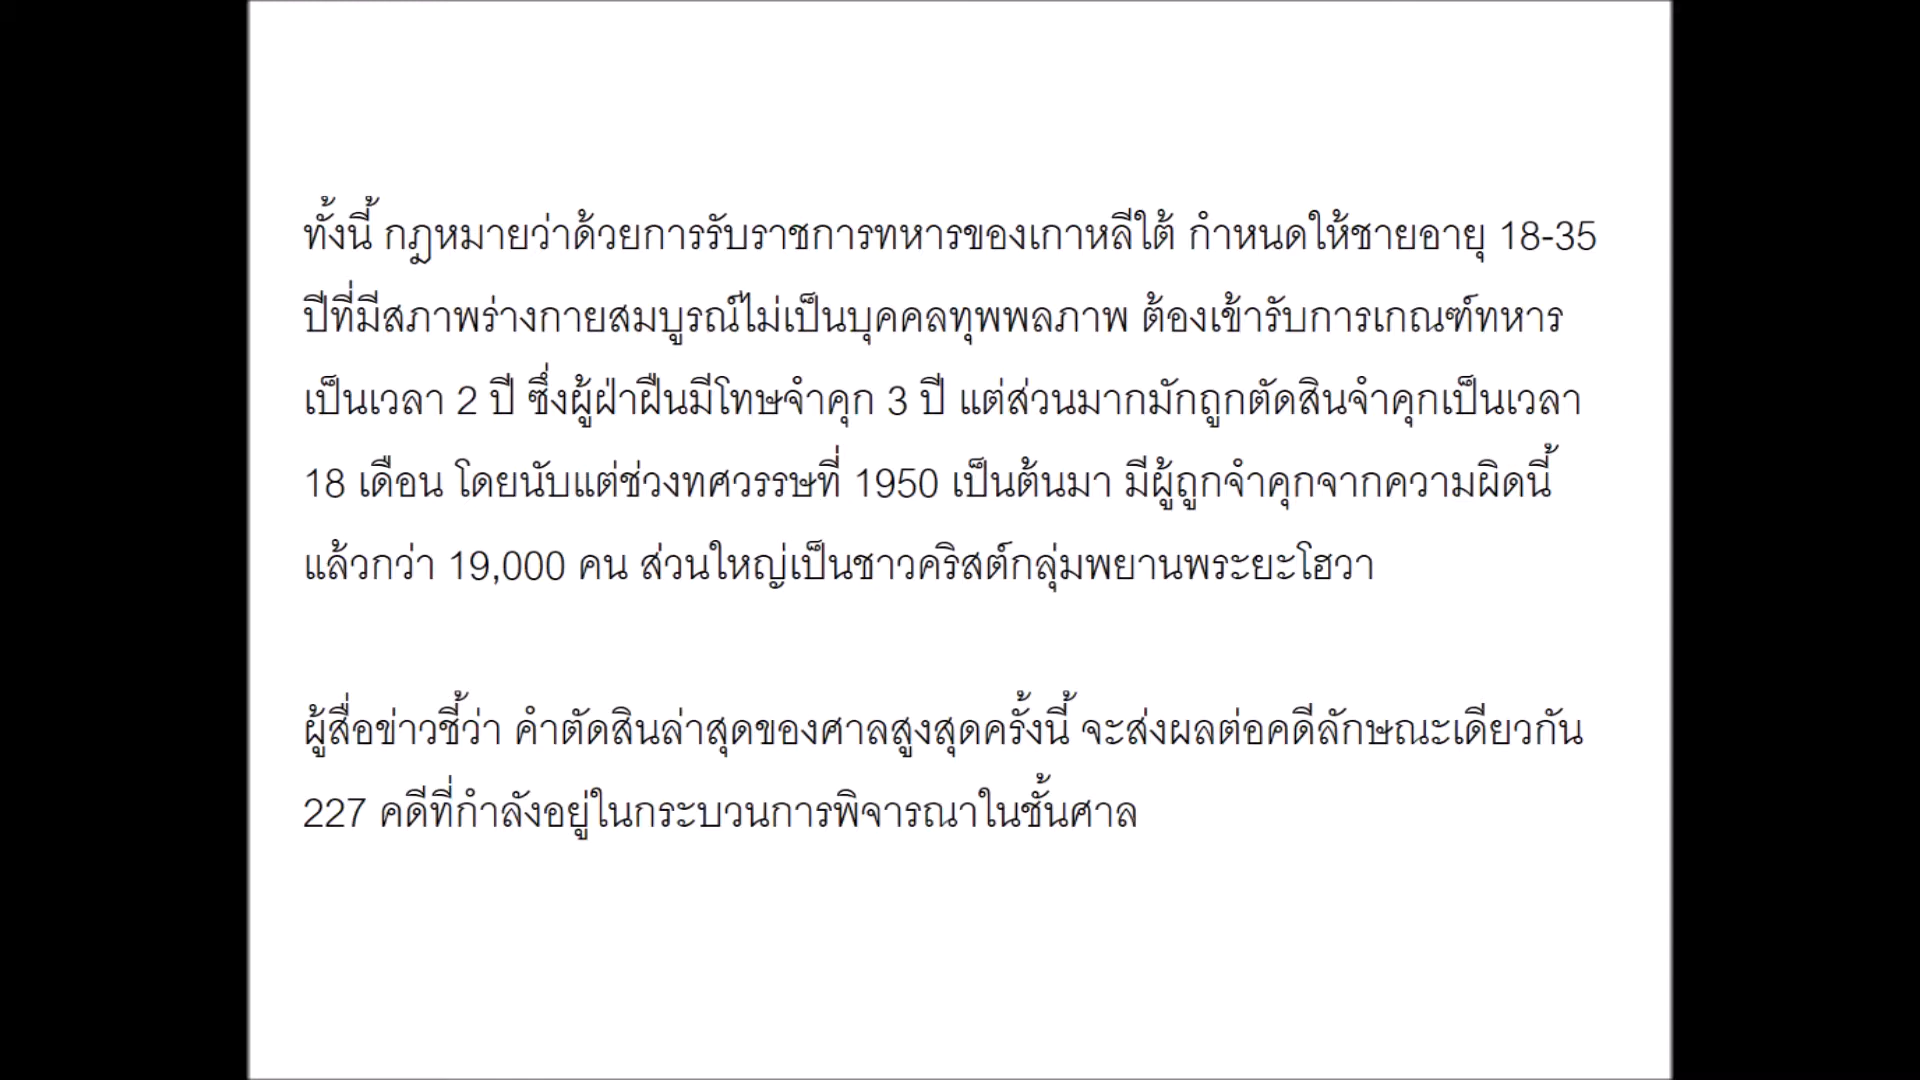 ทั้งนี้ กฎหมายว่าด้วยการรับราชการทหารของเกาหลีใต้ กำหนดให้ชายอายุ 18-35
ปีที่มีสภาพร่างกายสมบูรณ์ไม่เป็นบุคคลทุพพลภาพ ต้องเข้ารับการเกณฑ์ทหาร
เป็นเวลา 2 ปี ซึ่งผู้ฝ่าฝืนมีโทษจำคุก 3 ปี แต่ส่วนมากมักถูกตัดสินจำคุกเป็นเวลา
18 เดือน โดยนับแต่ช่วงทศวรรษที่ 1950 เป็นต้นมา มีผู้ถูกจำคุกจากความผิดนี้
แล้วกว่า 19,000 คน ส่วนใหญ่เป็นชาวคริสต์กลุ่มพยานพระยะโฮวา
ผู้สื่อข่าวชี้ว่า คำตัดสินล่าสุดของศาลสูงสุดครั้งนี้ จะส่งผลต่อคดีลักษณะเดียวกัน
227 คดีที่กำลังอยู่ในกระบวนการพิจารณาในชั้นศาล